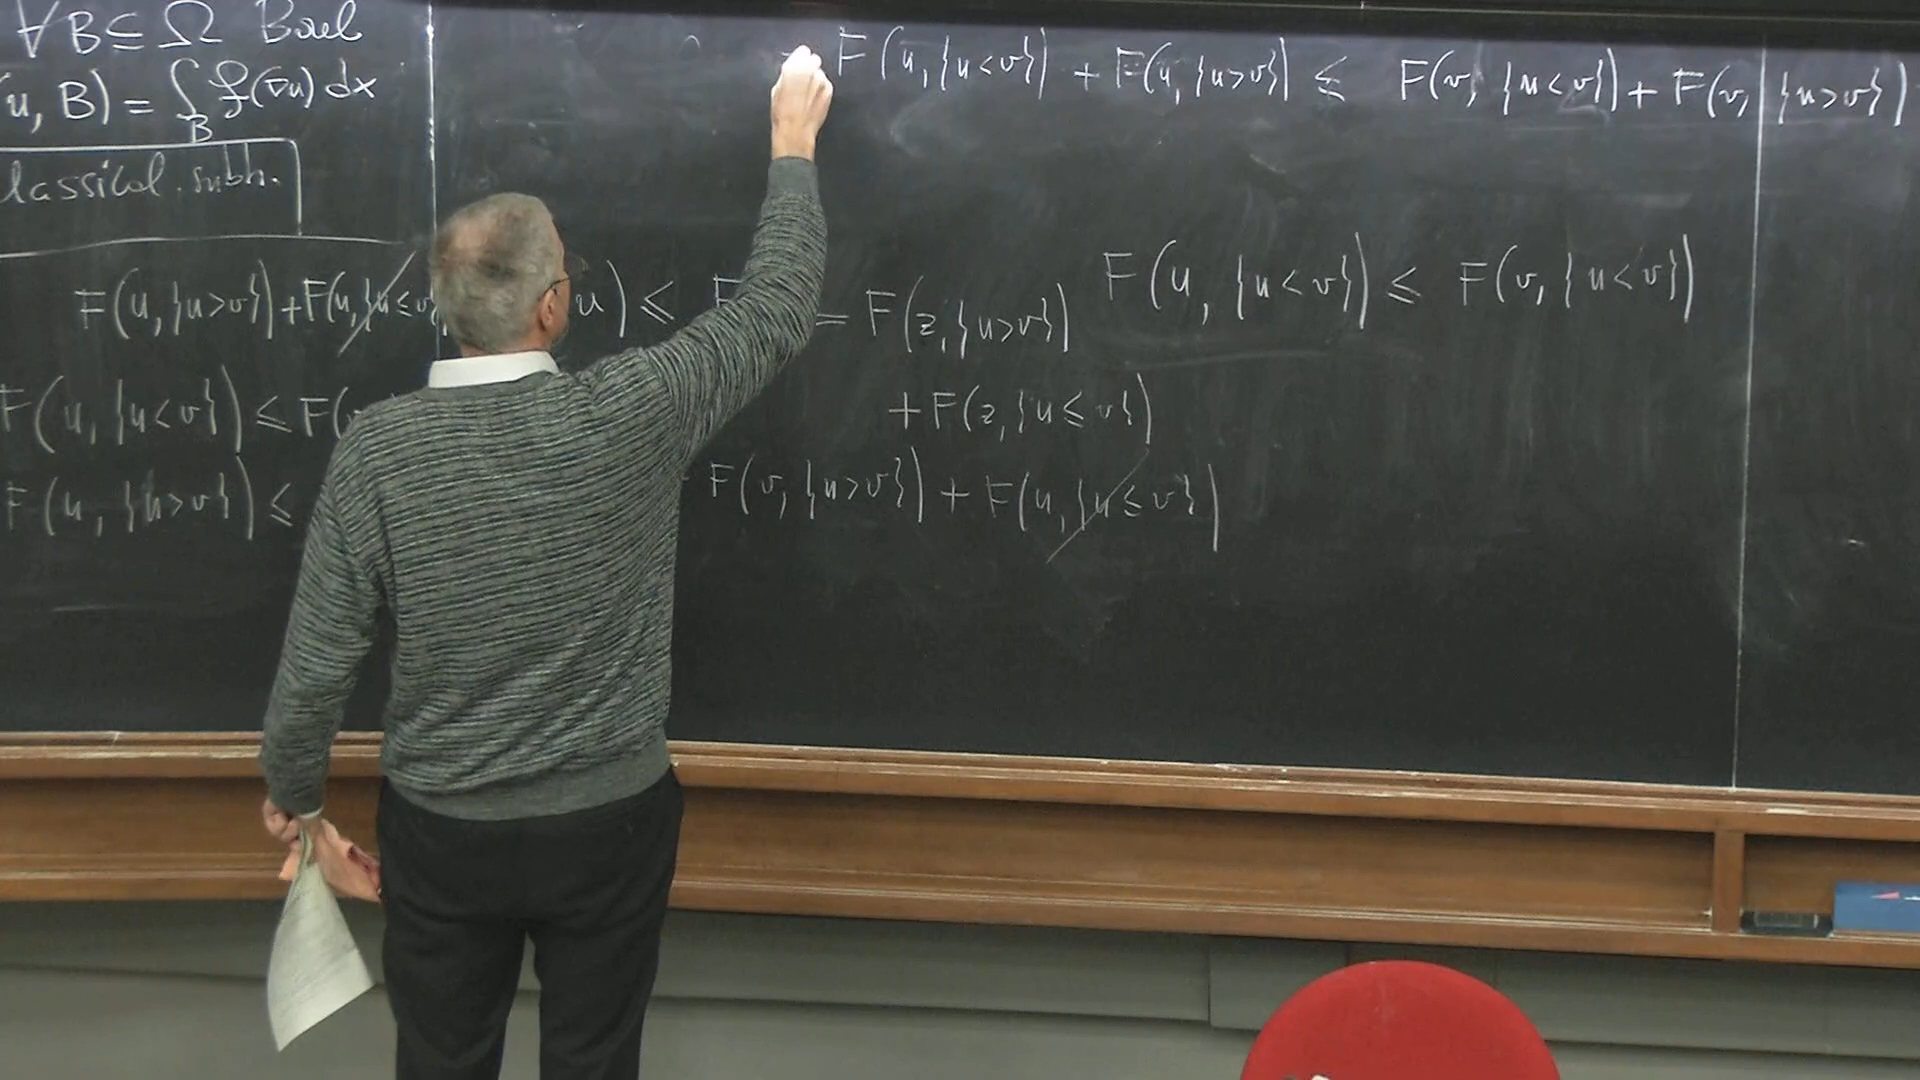 ∀ B ⊆ Ω Borel
(u, B) = ∫_B f(∇u) dx
lassical subh.
F(u, {u>v}) + F(u, {u≤v u) ≤ F = F(z, {u>v})
+ F(z, {u≤v})
F(u, {u<v}) ≤ F(v
F(u, {u>v}) ≤ F(v, {u>v}) + F(u, {u≤v})
F(u, {u<v}) + F(u, {u>v}) ≤ F(v, {u<v}) + F(v, {u>v})
F(u, {u<v}) ≤ F(v, {u<v})